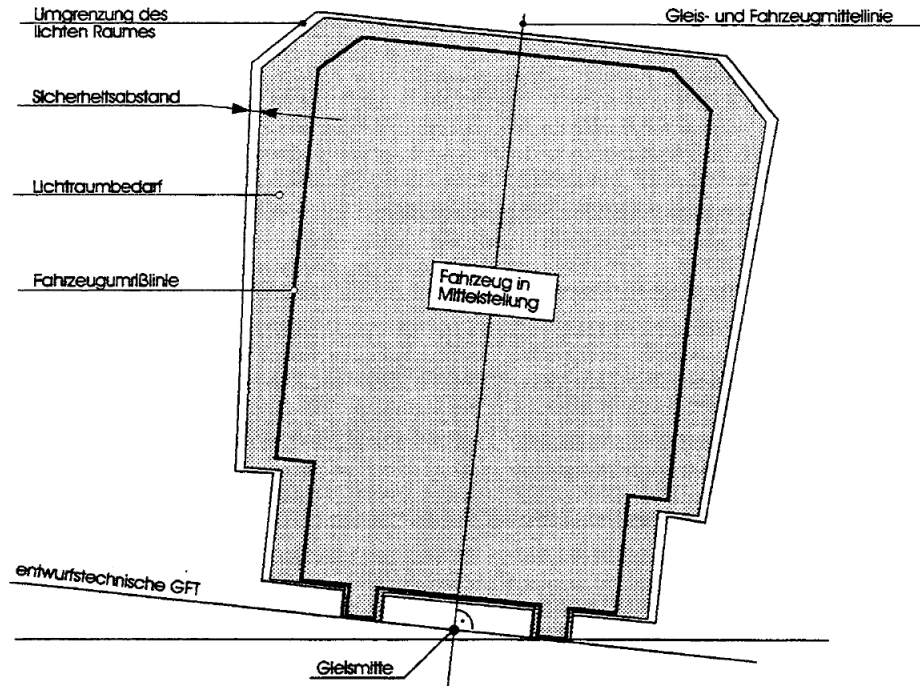 Umgrenzung des
lichten Raumes
Gleis- und Fahrzeugmittellinie
Sicherheitsabstand
Lichtraumbedarf
Fahrzeugumrißlinie
Fahrzeug in
Mittelstellung
entwurfstechnische GFT
Gleismitte